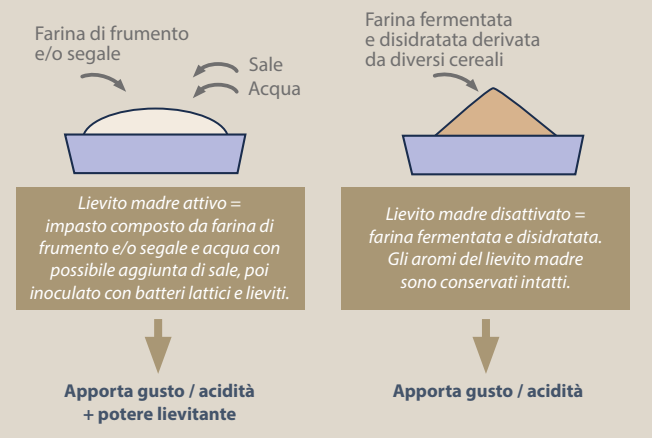 Farina di frumento
e/o segale
Sale
Acqua
Lievito madre attivo =
impasto composto da farina di
frumento e/o segale e acqua con
possibile aggiunta di sale, poi
inoculato con batteri lattici e lieviti.
Apporta gusto / acidità
+ potere lievitante
Farina fermentata
e disidratata derivata
da diversi cereali
Lievito madre disattivato =
farina fermentata e disidratata.
Gli aromi del lievito madre
sono conservati intatti.
Apporta gusto / acidità